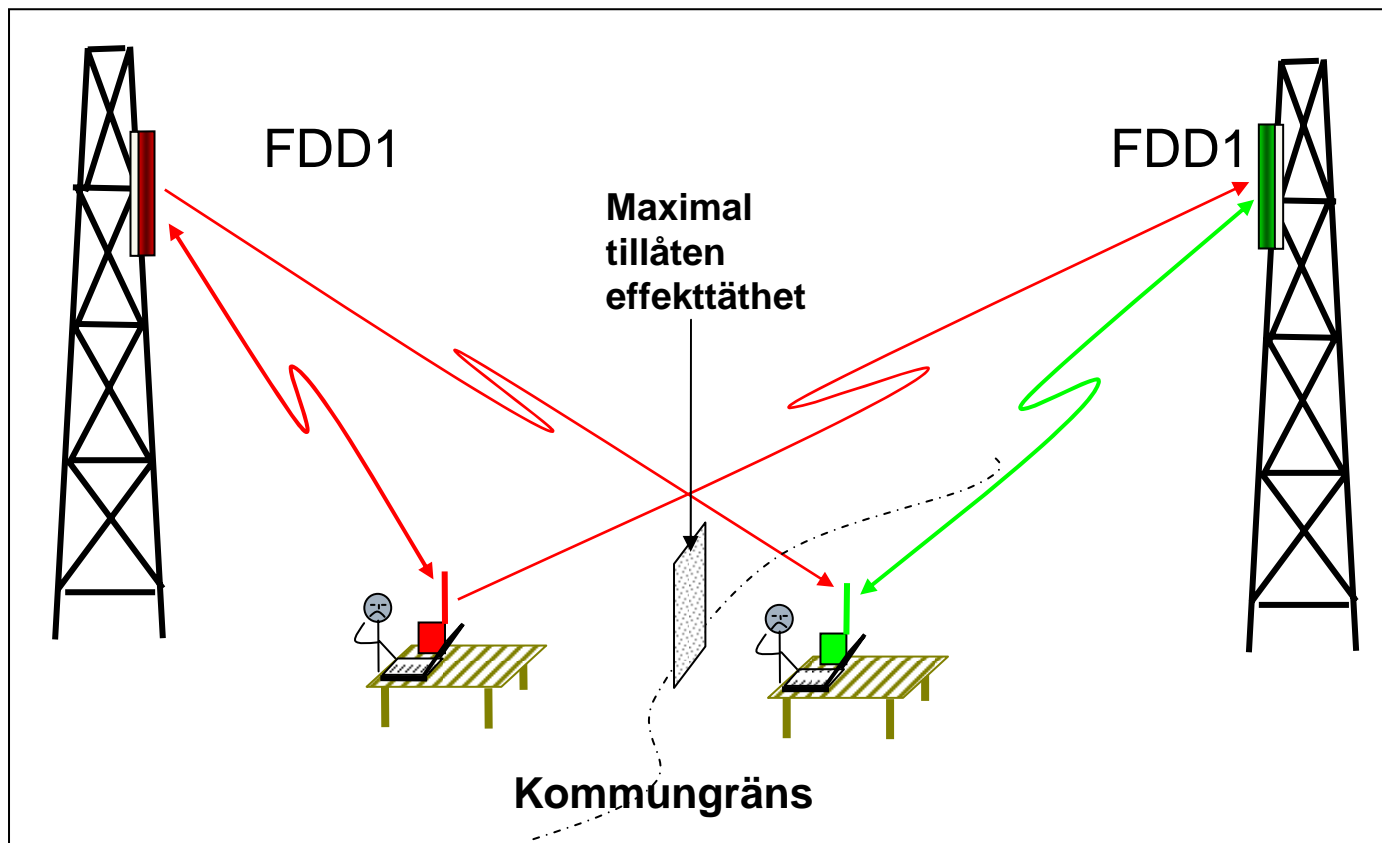 FDD1
FDD1
Maximal
tillåten
effekttäthet
Kommungräns